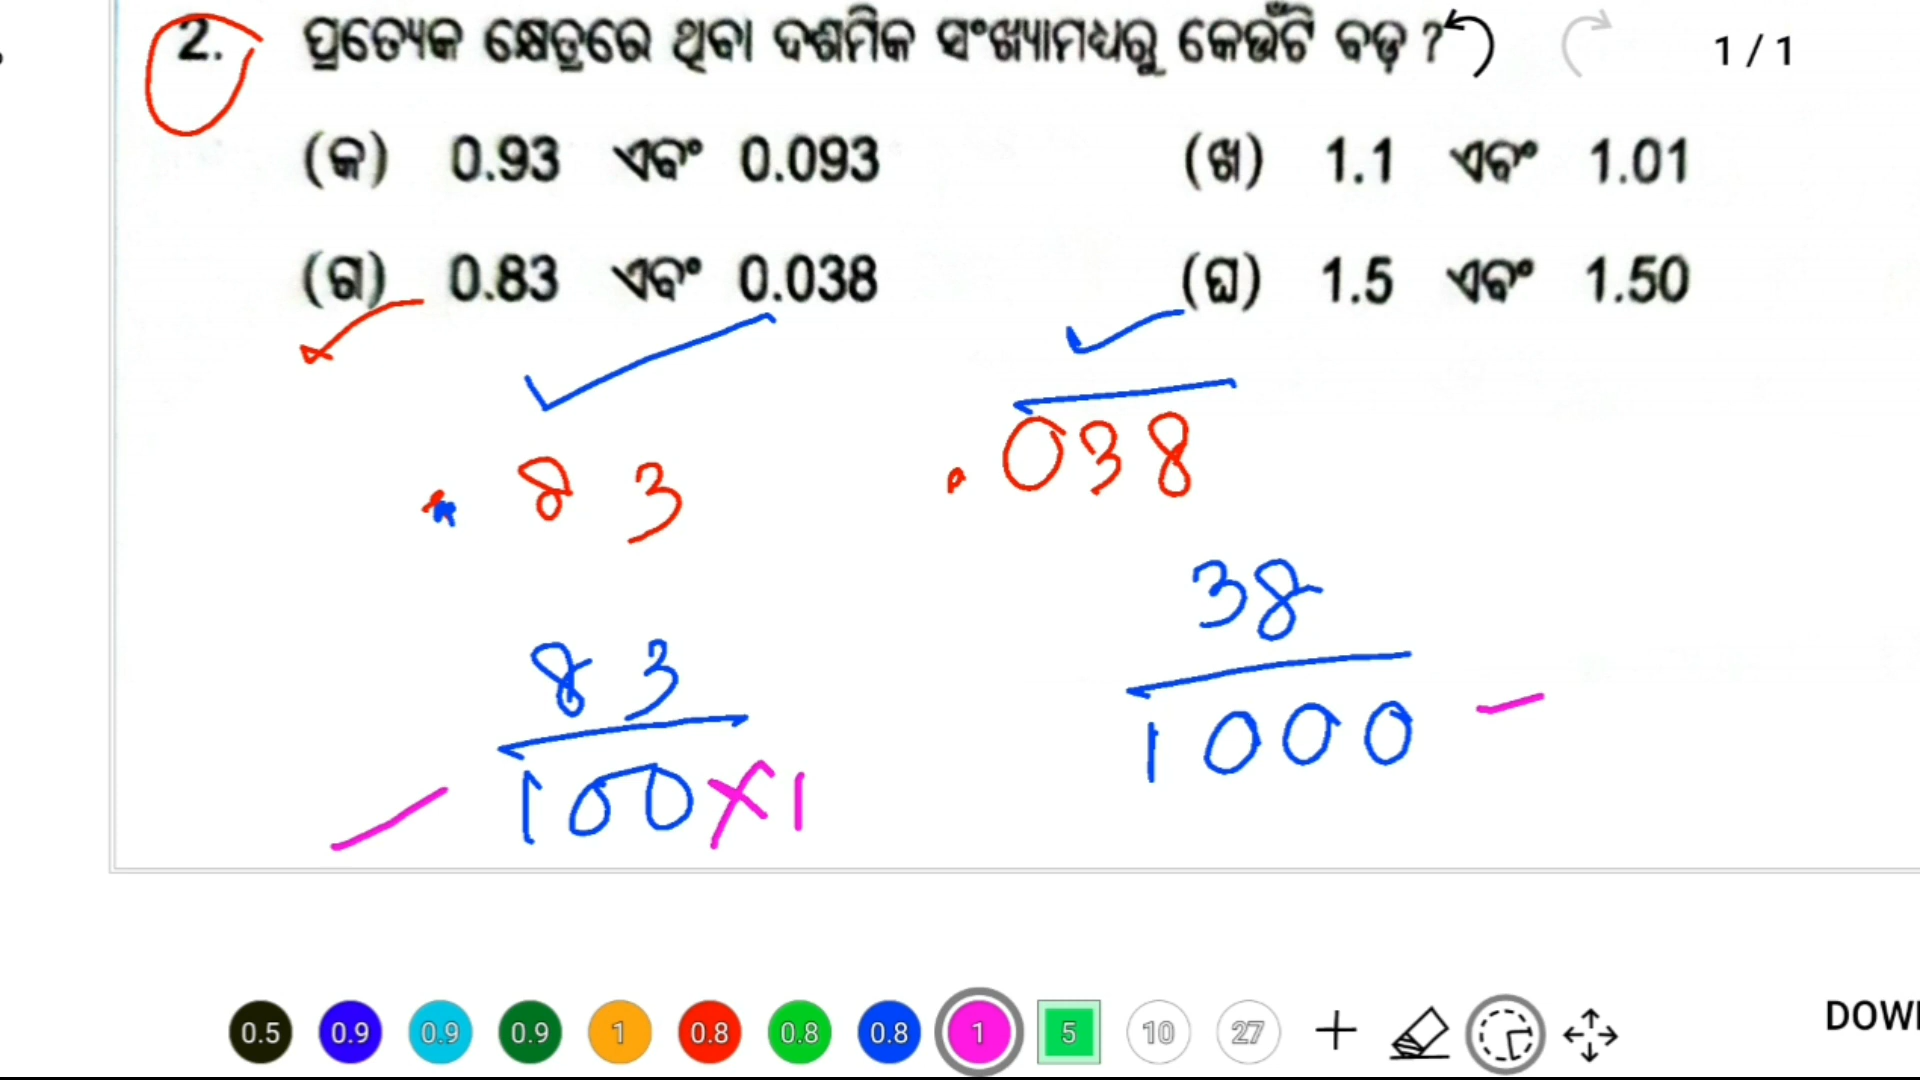 2. ପ୍ରତ୍ୟେକ କ୍ଷେତ୍ରରେ ଥିବା ଦଶମିକ ସଂଖ୍ୟାମଧ୍ୟରୁ କେଉଁଟି ବଡ଼ ?
1 / 1
(କ) 0.93 ଏବଂ 0.093 (ଖ) 1.1 ଏବଂ 1.01
(ଗ) 0.83 ଏବଂ 0.038 (ଘ) 1.5 ଏବଂ 1.50
. 8 3 . 038
83 38
100 × 1 1000
0.5 0.9 0.9 0.9 1 0.8 0.8 0.8 1 5 10 27